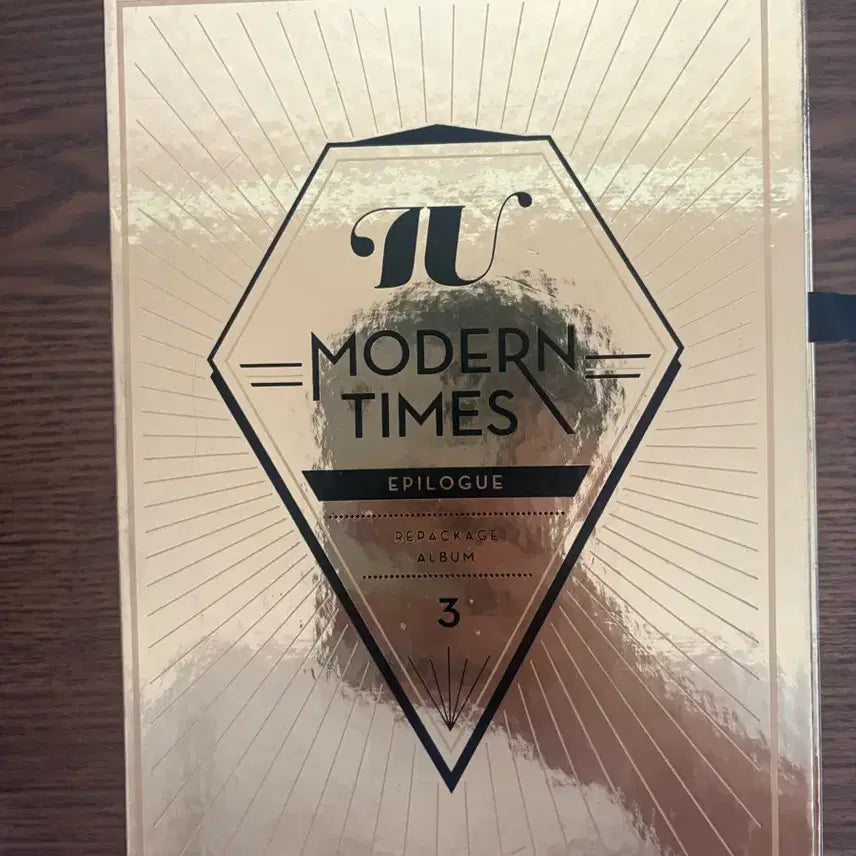 IU
MODERN
TIMES
EPILOGUE
REPACKAGE
ALBUM
3